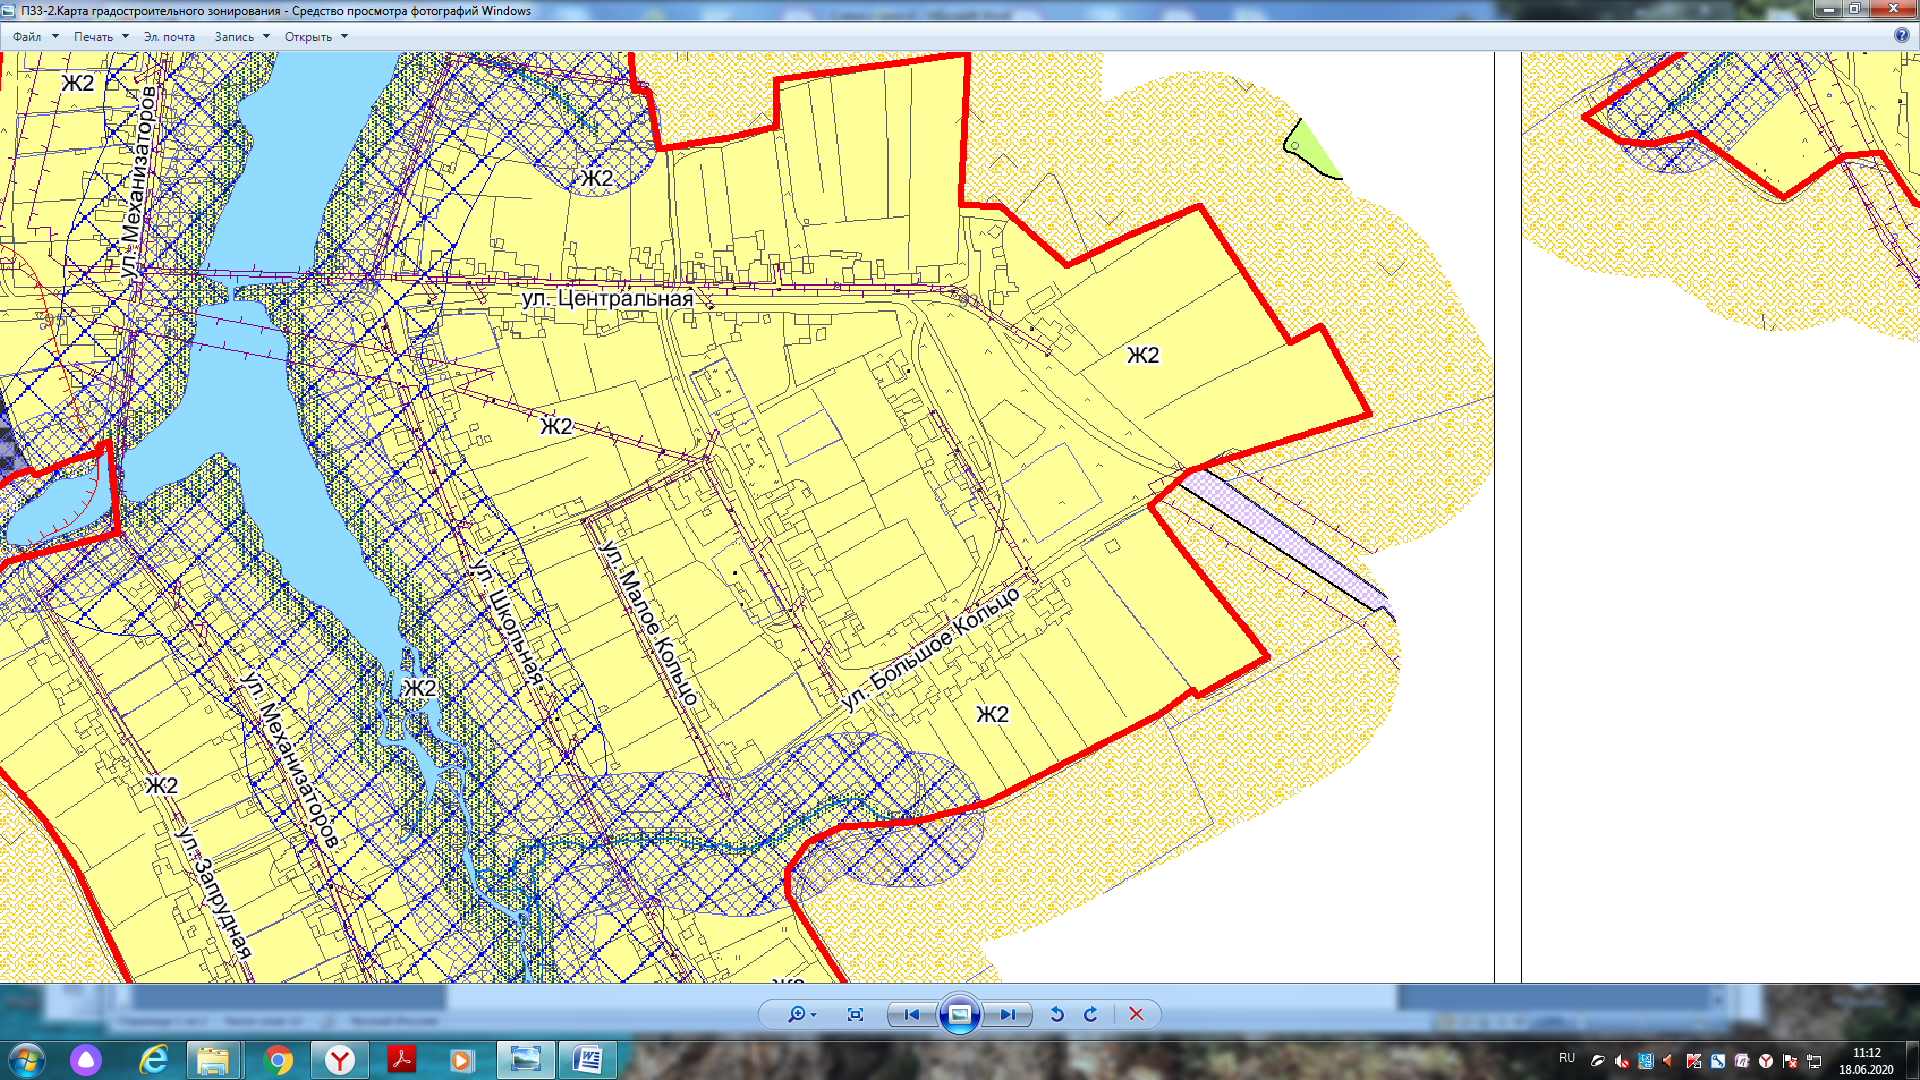 ПЗЗ-2.Карта градостроительного зонирования - Средство просмотра фотографий Windows
Файл Печать Эл. почта Запись Открыть
Ж2
ул. Механизаторов
Ж2
ул. Центральная
Ж2
Ж2
ул. Школьная
ул. Малое Кольцо
ул. Большое Кольцо
Ж2
Ж2
ул. Механизаторов
Ж2
ул. Запрудная
Ж2
RU
11:12
18.06.2020